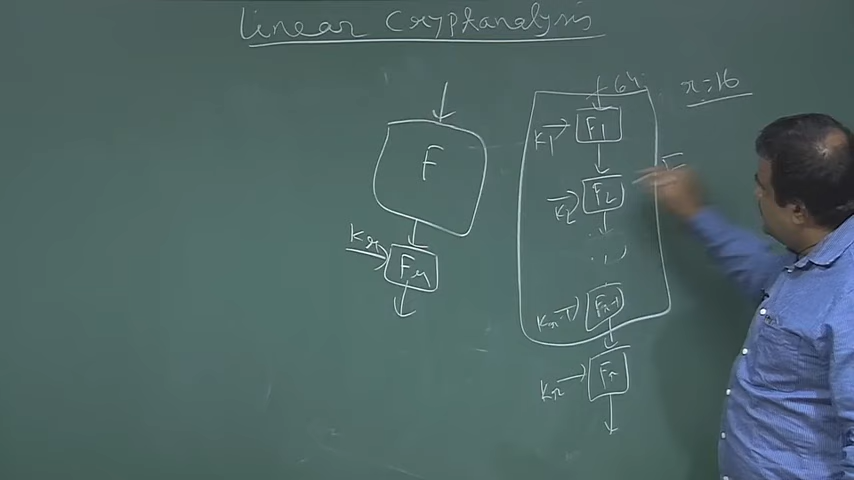 Linear Cryptanalysis
64
r=16
F1
K1
F
F
F2
K2
Kr
Fr
Kr-1
Fr-1
Fr
Kr